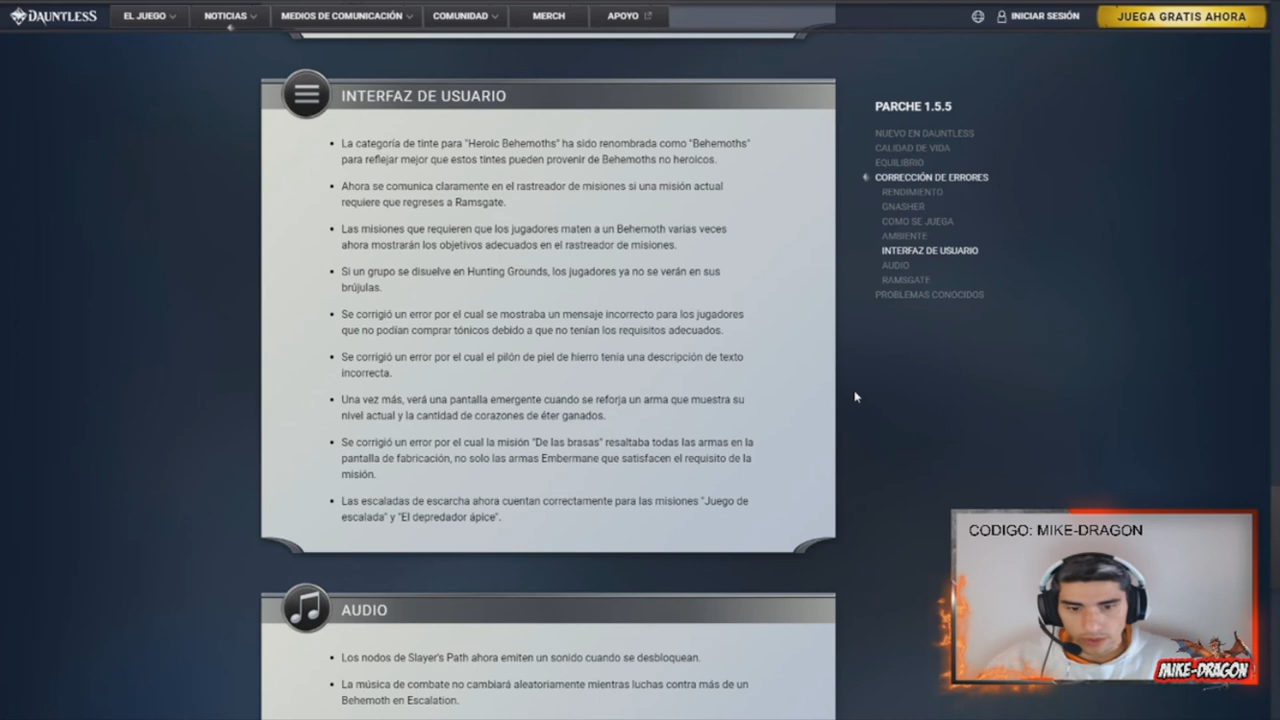 DAUNTLESS
EL JUEGO
NOTICIAS
MEDIOS DE COMUNICACIÓN
COMUNIDAD
MERCH
APOYO
INICIAR SESIÓN
JUEGA GRATIS AHORA
INTERFAZ DE USUARIO
• La categoría de tinte para "Heroic Behemoths" ha sido renombrada como "Behemoths"
para reflejar mejor que estos tintes pueden provenir de Behemoths no heroicos.
• Ahora se comunica claramente en el rastreador de misiones si una misión actual
requiere que regreses a Ramsgate.
• Las misiones que requieren que los jugadores maten a un Behemoth varias veces
ahora mostrarán los objetivos adecuados en el rastreador de misiones.
• Si un grupo se disuelve en Hunting Grounds, los jugadores ya no se verán en sus
brújulas.
• Se corrigió un error por el cual se mostraba un mensaje incorrecto para los jugadores
que no podían comprar tónicos debido a que no tenían los requisitos adecuados.
• Se corrigió un error por el cual el pilón de piel de hierro tenía una descripción de texto
incorrecta.
• Una vez más, verá una pantalla emergente cuando se reforja un arma que muestra su
nivel actual y la cantidad de corazones de éter ganados.
• Se corrigió un error por el cual la misión "De las brasas" resaltaba todas las armas en la
pantalla de fabricación, no solo las armas Embermane que satisfacen el requisito de la
misión.
• Las escaladas de escarcha ahora cuentan correctamente para las misiones "Juego de
escalada" y "El depredador ápice".
AUDIO
• Los nodos de Slayer's Path ahora emiten un sonido cuando se desbloquean.
• La música de combate no cambiará aleatoriamente mientras luchas contra más de un
Behemoth en Escalation.
PARCHE 1.5.5
NUEVO EN DAUNTLESS
CALIDAD DE VIDA
EQUILIBRIO
CORRECCIÓN DE ERRORES
RENDIMIENTO
GNASHER
COMO SE JUEGA
AMBIENTE
INTERFAZ DE USUARIO
AUDIO
RAMSGATE
PROBLEMAS CONOCIDOS
CODIGO: MIKE-DRAGON
MIKE-DRAGON